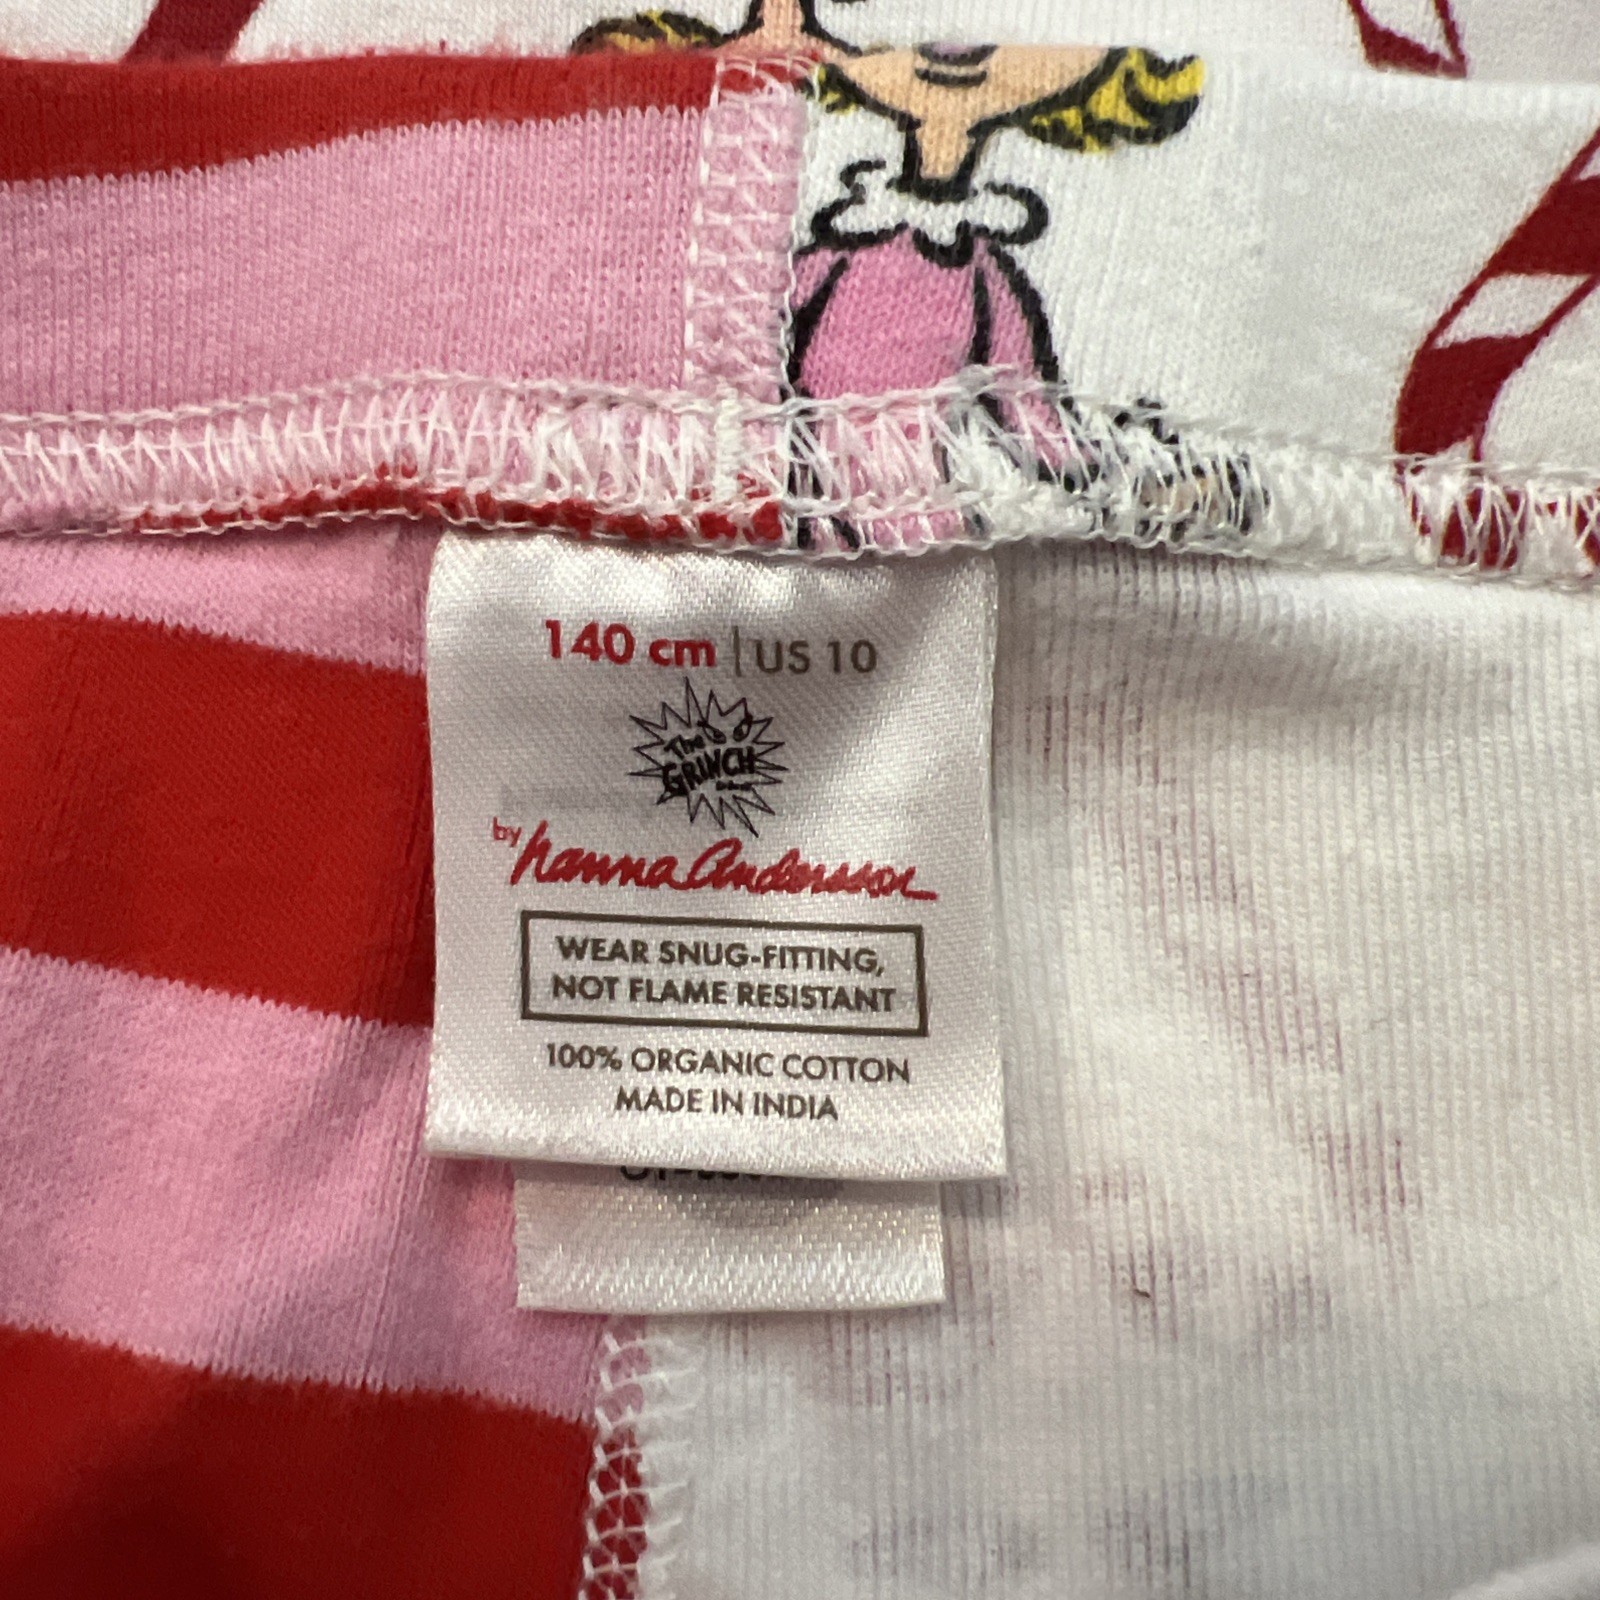 140 cm | US 10
The
GRINCH
by hanna Andersson
WEAR SNUG-FITTING,
NOT FLAME RESISTANT
100% ORGANIC COTTON
MADE IN INDIA